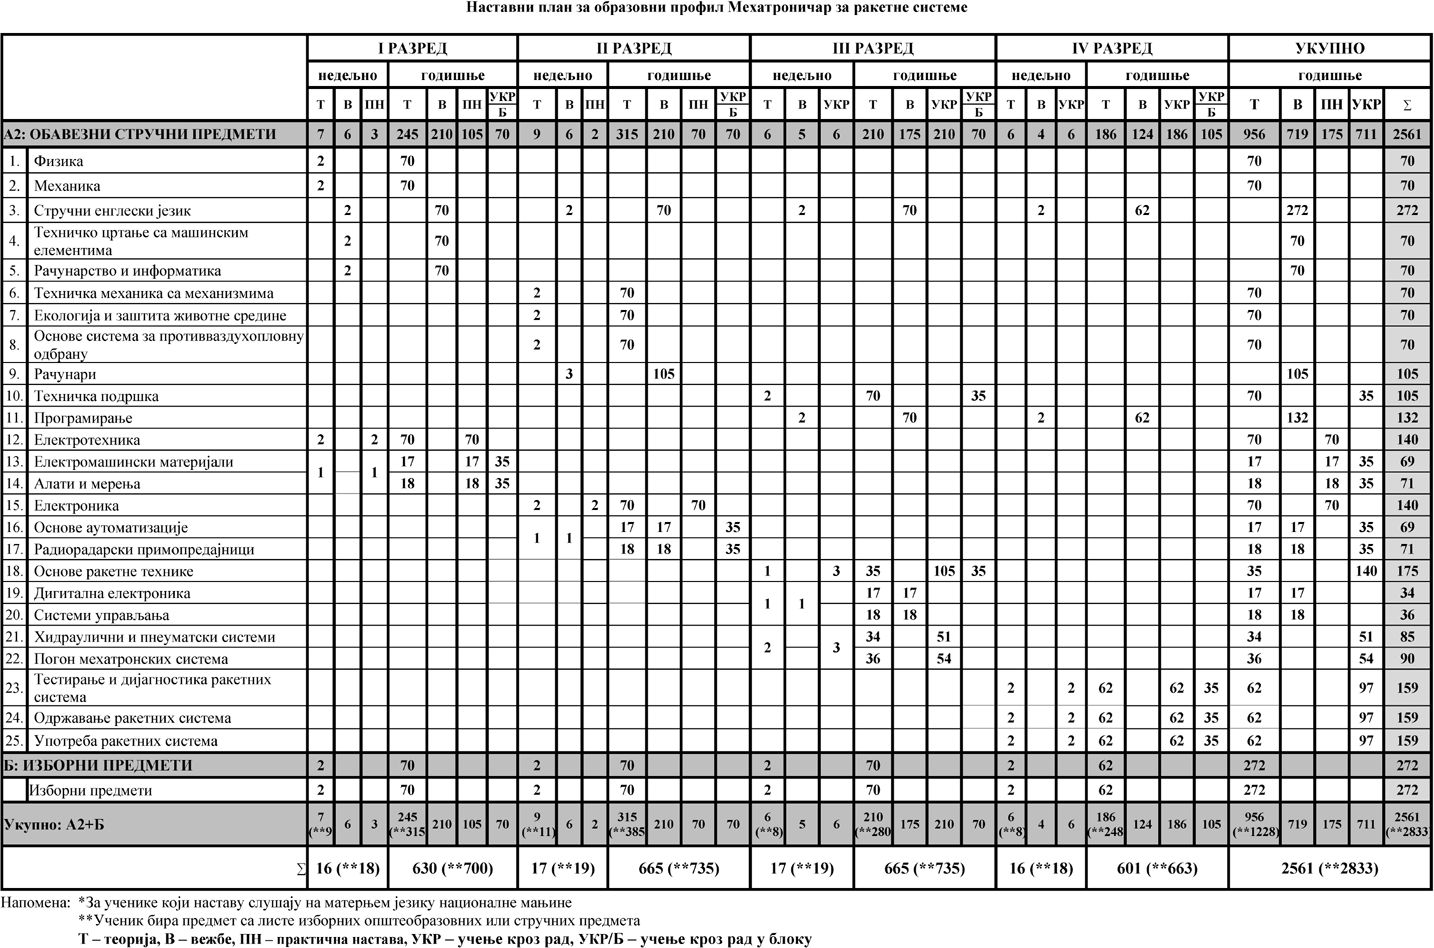 Наставни план за образовни профил Мехатроничар за ракетне системе
I РАЗРЕД II РАЗРЕД III РАЗРЕД IV РАЗРЕД УКУПНО
недељно годишње недељно годишње недељно годишње недељно годишње годишње
Т В ПН Т В ПН УКР/Б Т В ПН Т В ПН УКР/Б Т В УКР Т В УКР УКР/Б Т В УКР Т В УКР УКР/Б Т В ПН УКР Σ
А2: ОБАВЕЗНИ СТРУЧНИ ПРЕДМЕТИ 7 6 3 245 210 105 70 9 6 2 315 210 70 70 6 5 6 210 175 210 70 6 4 6 186 124 186 105 956 719 175 711 2561
1. Физика 2 70 70 70
2. Механика 2 70 70 70
3. Стручни енглески језик 2 70 2 70 2 70 2 62 272 272
4. Техничко цртање са машинским
елементима 2 70 70 70
5. Рачунарство и информатика 2 70 70 70
6. Техничка механика са механизмима 2 70 70 70
7. Екологија и заштита животне средине 2 70 70 70
8. Основе система за противваздухопловну
одбрану 2 70 70 70
9. Рачунари 3 105 105 105
10. Техничка подршка 2 70 35 70 35 105
11. Програмирање 2 70 2 62 132 132
12. Електротехника 2 2 70 70 70 70 140
13. Електромашински материјали 1 1 17 17 35 17 17 35 69
14. Алати и мерења 18 18 35 18 18 35 71
15. Електроника 2 2 70 70 70 70 140
16. Основе аутоматизације 1 1 17 17 35 17 17 35 69
17. Радиорадарски примопредајници 18 18 35 18 18 35 71
18. Основе ракетне технике 1 3 35 105 35 35 140 175
19. Дигитална електроника 1 1 17 17 17 17 34
20. Системи управљања 18 18 18 18 36
21. Хидраулични и пнеуматски системи 2 3 34 51 34 51 85
22. Погон мехатронских система 36 54 36 54 90
23. Тестирање и дијагностика ракетних
система 2 2 62 62 35 62 97 159
24. Одржавање ракетних система 2 2 62 62 35 62 97 159
25. Употреба ракетних система 2 2 62 62 35 62 97 159
Б: ИЗБОРНИ ПРЕДМЕТИ 2 70 2 70 2 70 2 62 272 272
Изборни предмети 2 70 2 70 2 70 2 62 272 272
Укупно: А2+Б 7 (**9 6 3 245 (**315 210 105 70 9 (**11) 6 2 315 (**385 210 70 70 6 (**8) 5 6 210 (**280 175 210 70 6 (**8) 4 6 186 (**248 124 186 105 956 (**1228) 719 175 711 2561 (**2833)
Σ 16 (**18) 630 (**700) 17 (**19) 665 (**735) 17 (**19) 665 (**735) 16 (**18) 601 (**663) 2561 (**2833)
Напомена: *За ученике који наставу слушају на матерњем језику националне мањине
**Ученик бира предмет са листе изборних општеобразовних или стручних предмета
Т – теорија, В – вежбе, ПН – практична настава, УКР – учење кроз рад, УКР/Б – учење кроз рад у блоку